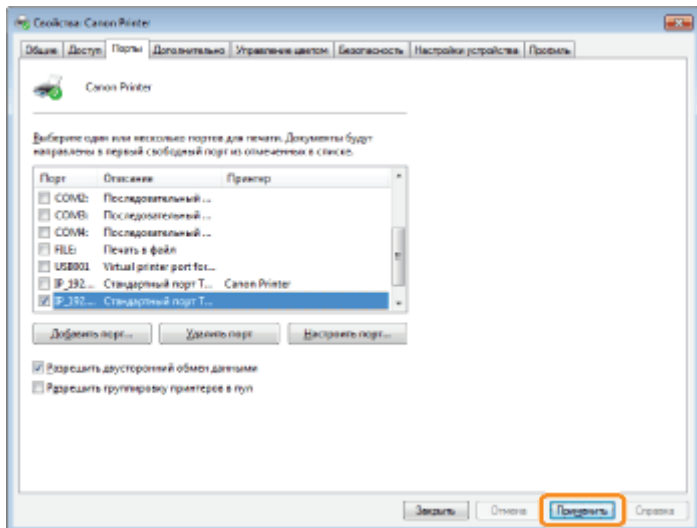 Свойства: Canon Printer
Общие Доступ Порты Дополнительно Управление цветом Безопасность Настройки устройства Профиль
Canon Printer
Выберите один или несколько портов для печати. Документы будут
направлены в первый свободный порт из отмеченных в списке.
Порт Описание Принтер
COM2: Последовательный ...
COM3: Последовательный ...
COM4: Последовательный ...
FILE: Печать в файл
USB001 Virtual printer port for...
IP_192.... Стандартный порт T... Canon Printer
IP_192.... Стандартный порт T...
Добавить порт... Удалить порт Настроить порт...
Разрешить двусторонний обмен данными
Разрешить группировку принтеров в пул
Закрыть Отмена Применить Справка